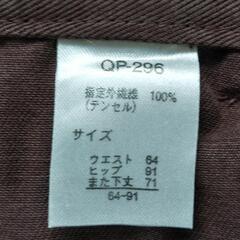 QP-296
指定外繊維 100%
(テンセル)
サイズ
ウエスト 64
ヒップ 91
また下丈 71
64-91